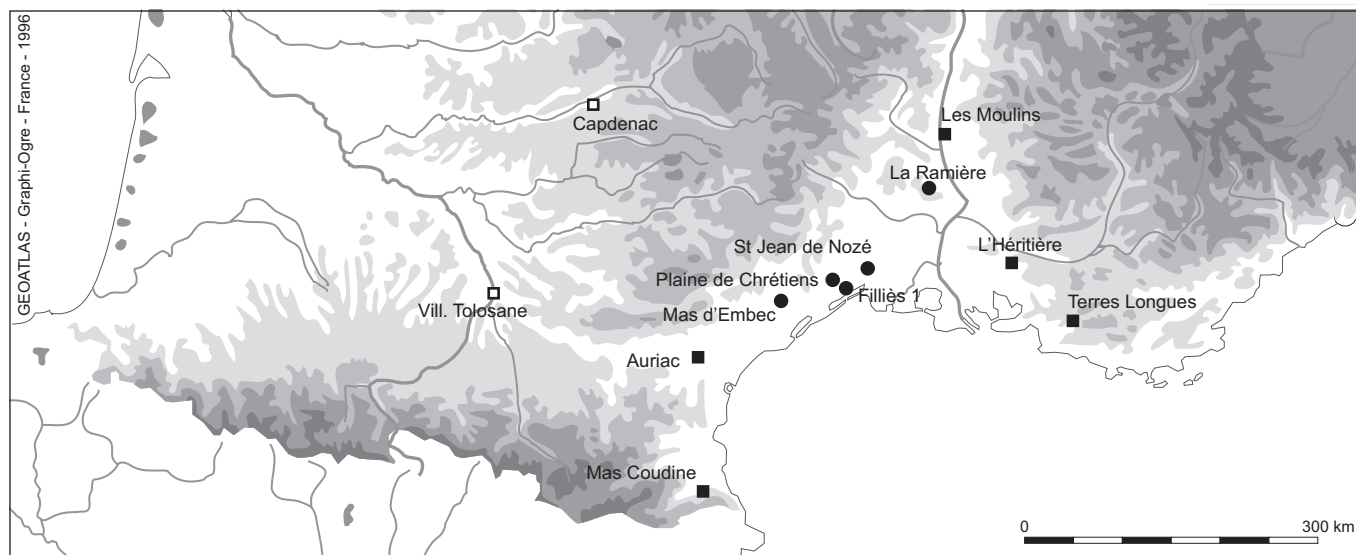 GEOATLAS - Graphi-Ogre - France - 1996
Capdenac
Les Moulins
La Ramière
St Jean de Nozé
L'Héritière
Plaine de Chrétiens
Filliès 1
Vill. Tolosane
Mas d'Embec
Terres Longues
Auriac
Mas Coudine
0 300 km